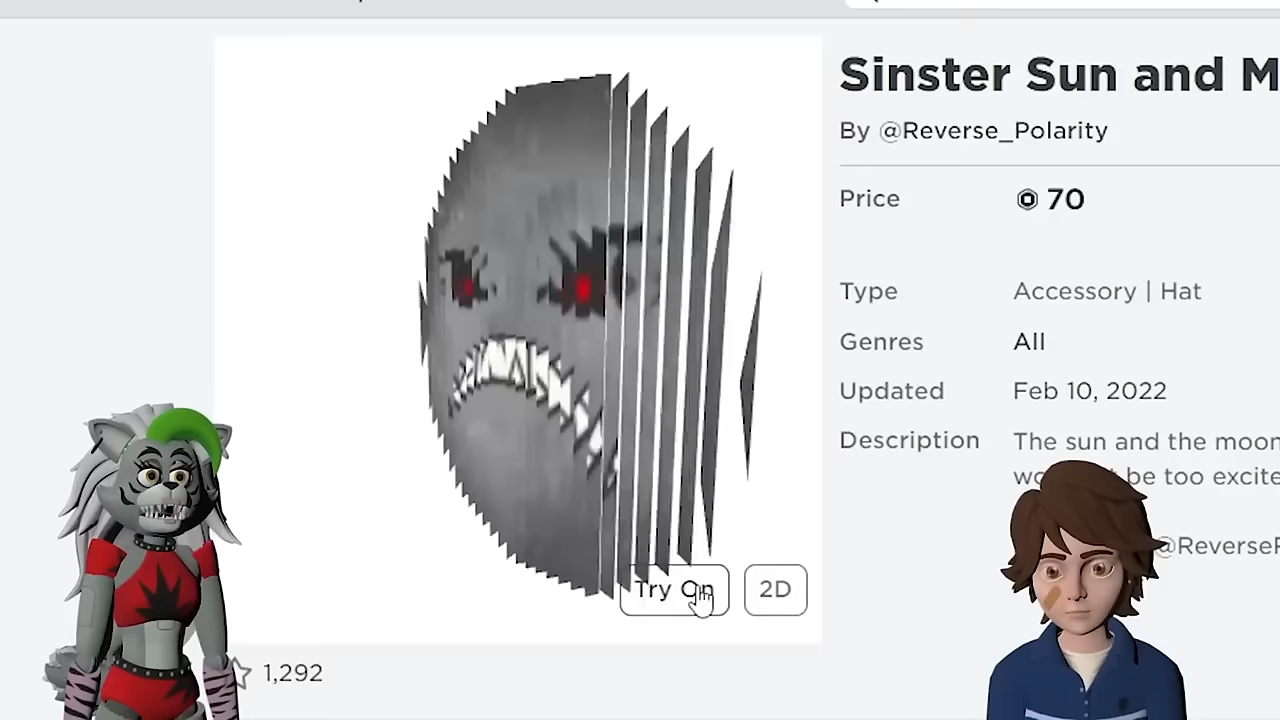 Sinster Sun and M
By @Reverse_Polarity
Price 70
Type Accessory | Hat
Genres All
Updated Feb 10, 2022
Description The sun and the moon
be too excite
@ReverseF
Try On 2D
1,292